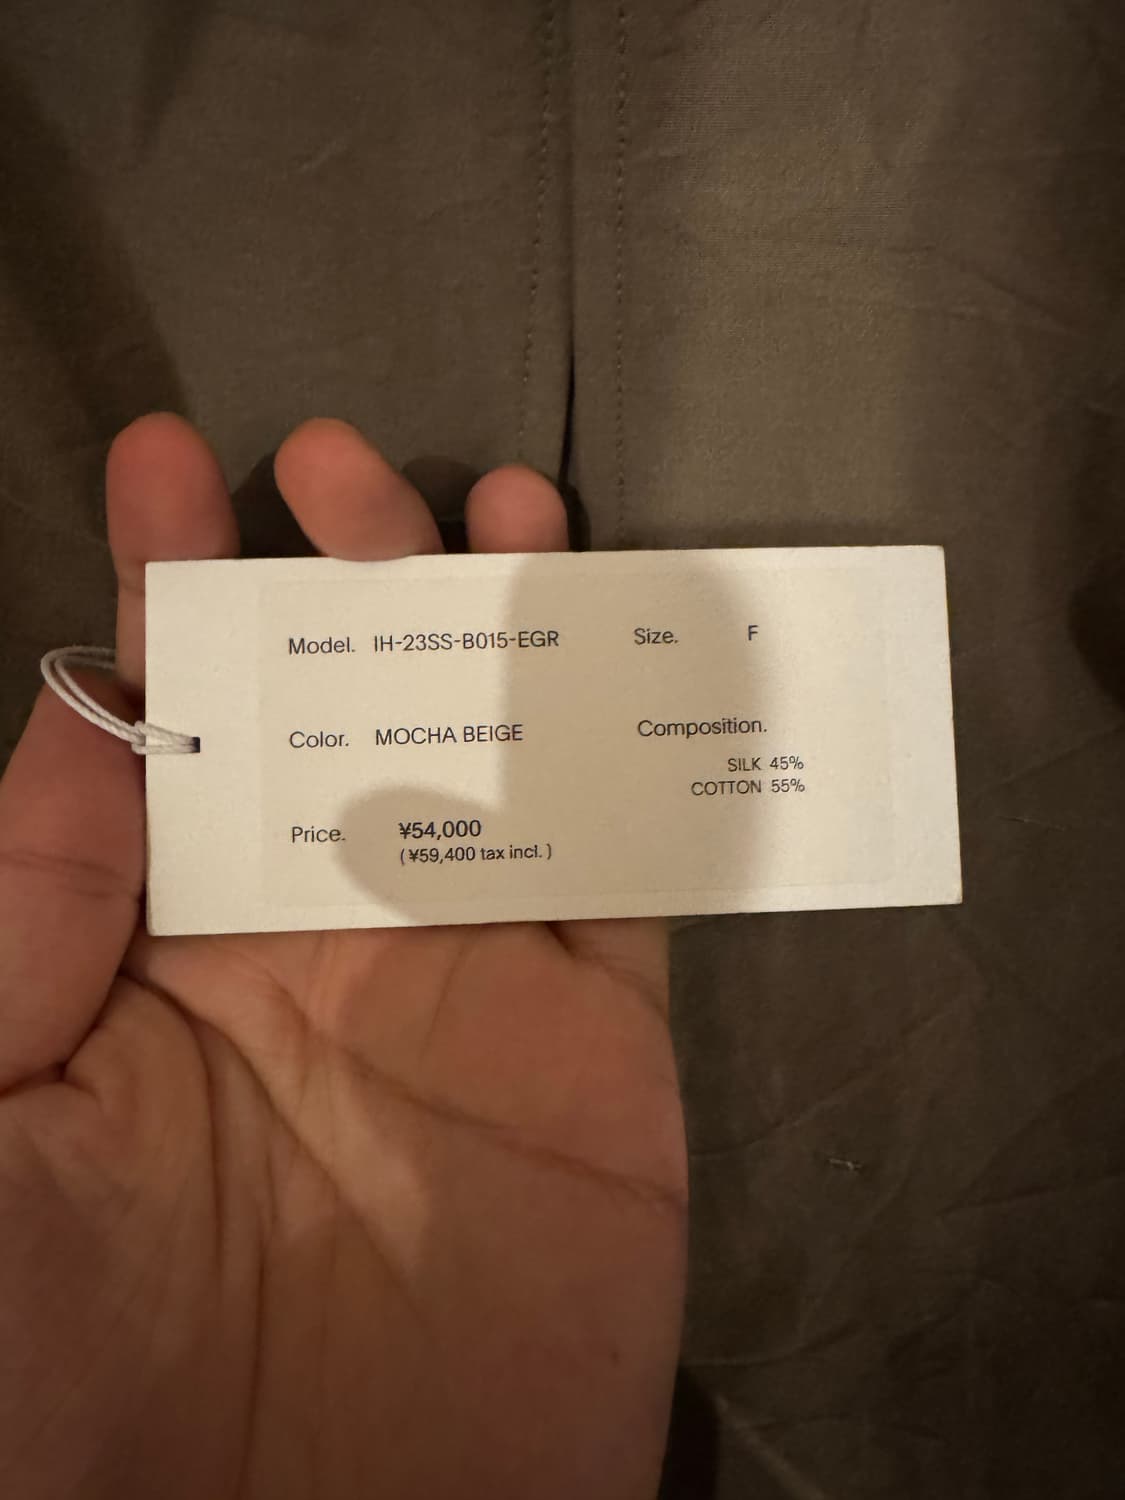 Model. IH-23SS-B015-EGR Size. F
Color. MOCHA BEIGE Composition.
SILK 45%
COTTON 55%
Price. ¥54,000
(¥59,400 tax incl.)